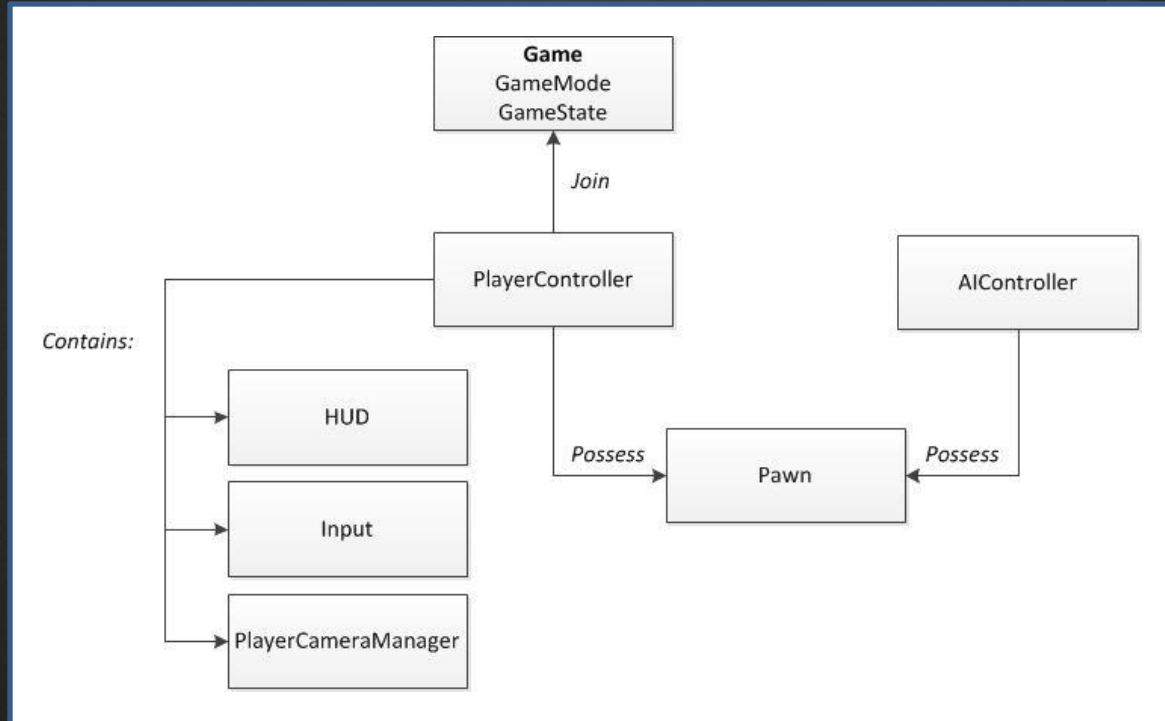 Game
GameMode
GameState
Join
PlayerController
AIController
Contains:
HUD
Possess
Pawn
Possess
Input
PlayerCameraManager